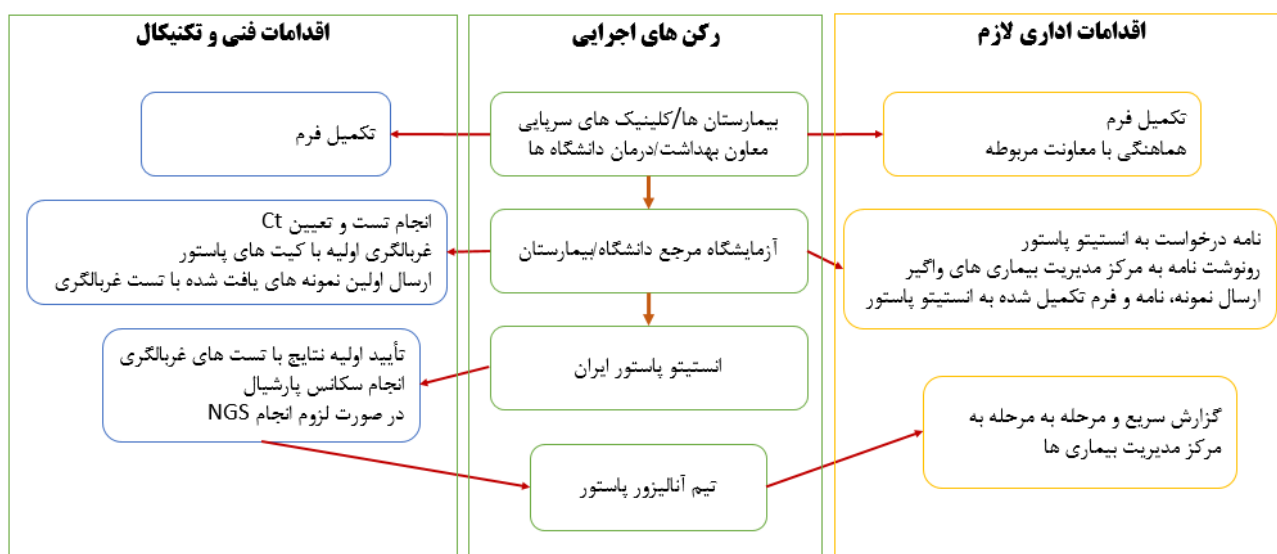 اقدامات اداری لازم
رکن های اجرایی
اقدامات فنی و تکنیکال
تکمیل فرم
هماهنگی با معاونت مربوطه
بیمارستان ها/کلینیک های سرپایی
معاون بهداشت/درمان دانشگاه ها
تکمیل فرم
نامه درخواست به انستیتو پاستور
رونوشت نامه به مرکز مدیریت بیماری های واگیر
ارسال نمونه، نامه و فرم تکمیل شده به انستیتو پاستور
آزمایشگاه مرجع دانشگاه/بیمارستان
انجام تست و تعیین Ct
غربالگری اولیه با کیت های پاستور
ارسال اولین نمونه های یافت شده با تست غربالگری
انستیتو پاستور ایران
تأیید اولیه نتایج با تست های غربالگری
انجام سکانس پارشیال
در صورت لزوم انجام NGS
گزارش سریع و مرحله به مرحله به
مرکز مدیریت بیماری ها
تیم آنالیزور پاستور